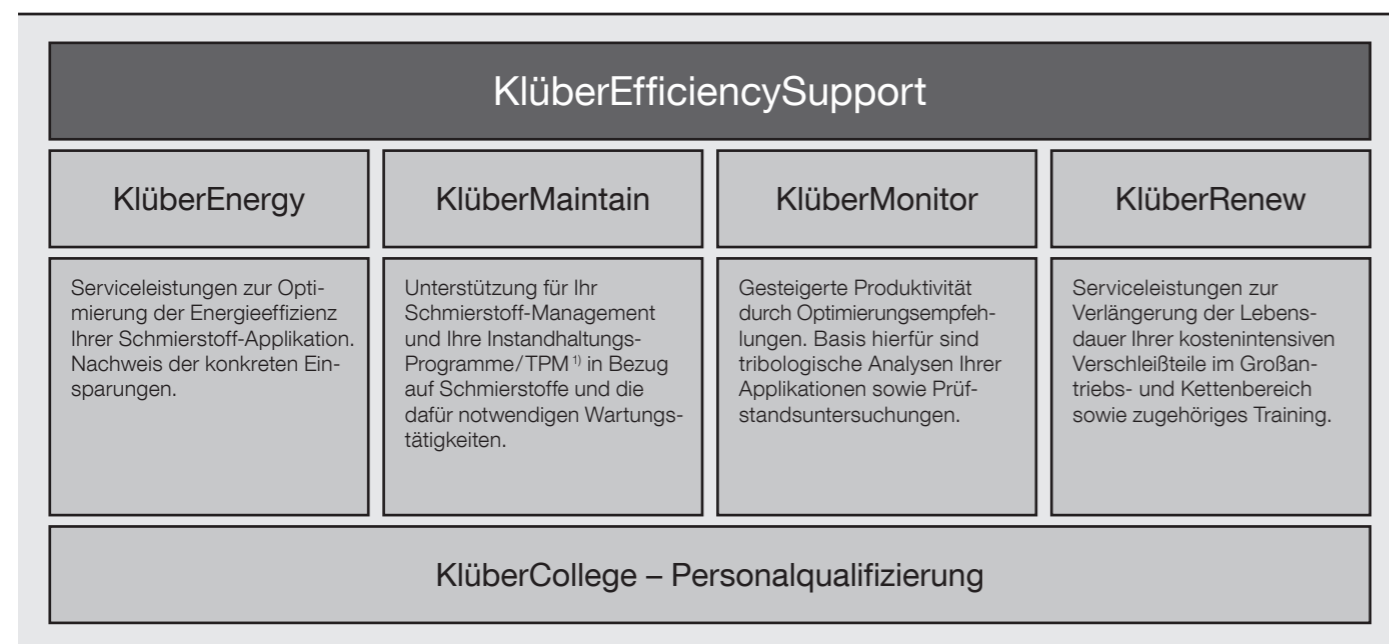 KlüberEfficiencySupport
KlüberEnergy
KlüberMaintain
KlüberMonitor
KlüberRenew
Serviceleistungen zur Opti-
mierung der Energieeffizienz
Ihrer Schmierstoff-Applikation.
Nachweis der konkreten Ein-
sparungen.
Unterstützung für Ihr
Schmierstoff-Management
und Ihre Instandhaltungs-
Programme/TPM ¹⁾ in Bezug
auf Schmierstoffe und die
dafür notwendigen Wartungs-
tätigkeiten.
Gesteigerte Produktivität
durch Optimierungsempfeh-
lungen. Basis hierfür sind
tribologische Analysen Ihrer
Applikationen sowie Prüf-
standsuntersuchungen.
Serviceleistungen zur
Verlängerung der Lebens-
dauer Ihrer kostenintensiven
Verschleißteile im Großan-
triebs- und Kettenbereich
sowie zugehöriges Training.
KlüberCollege – Personalqualifizierung